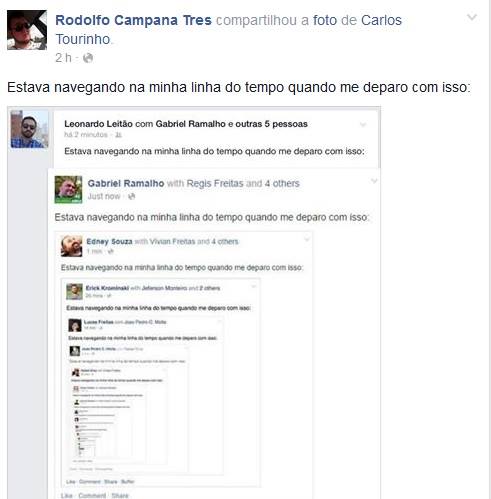 Rodolfo Campana Tres compartilhou a foto de Carlos
Tourinho.
2 h ·
Estava navegando na minha linha do tempo quando me deparo com isso:
Leonardo Leitão com Gabriel Ramalho e outras 5 pessoas
há 2 minutos ·
Estava navegando na minha linha do tempo quando me deparo com isso:
Gabriel Ramalho with Regis Freitas and 4 others
Just now ·
Estava navegando na minha linha do tempo quando me deparo com isso:
Edney Souza with Vivian Freitas and 4 others
1 min ·
Estava navegando na minha linha do tempo quando me deparo com isso:
Erick Krominski with Jeferson Monteiro and 2 others
Estava navegando na minha linha do tempo quando me deparo com isso:
Lucas Freitas with Joao Pedro C. Motta
Estava navegando na minha linha do tempo quando me deparo com isso:
Like · Comment · Share · Buffer
Like · Comment · Share
Like · Comment · Share